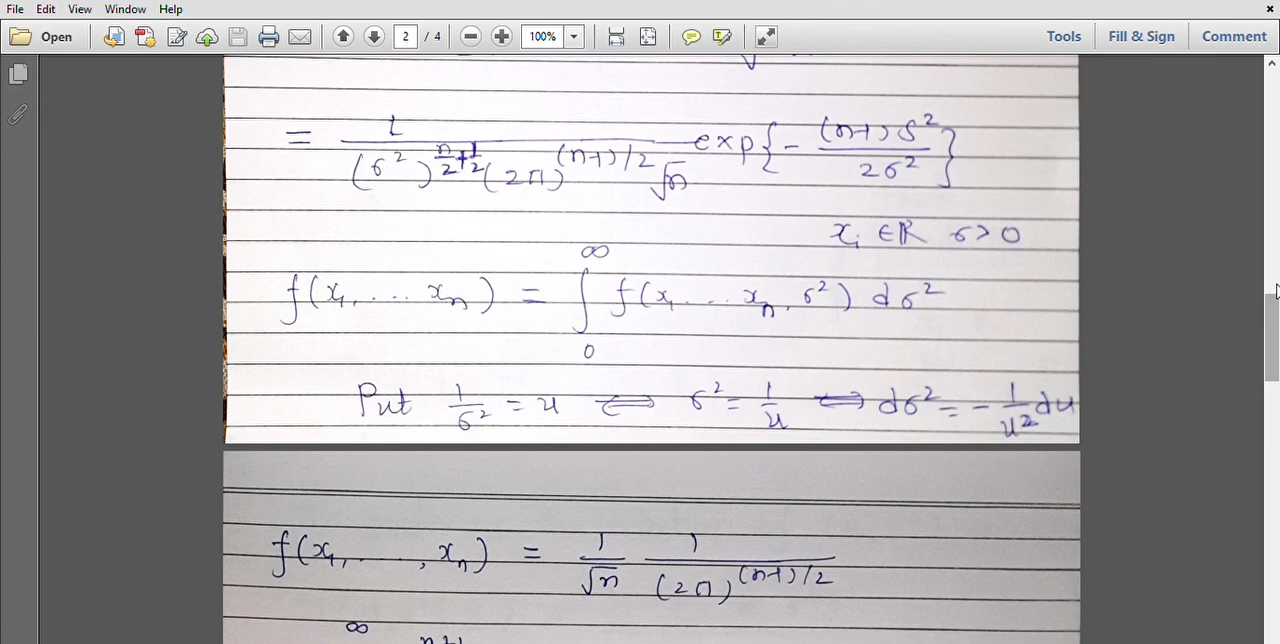 File Edit View Window Help
Open 2 / 4 100% Tools Fill & Sign Comment
= 1 / (σ²)^(n/2+1/2) (2π)^(n-1)/2 √n exp{- (n-1)S² / 2σ²}
xᵢ ∈ ℝ σ>0
f(x₁, ... xₙ) = ∫₀^∞ f(x₁ ... xₙ, σ²) dσ²
Put 1/σ² = u ⟺ σ² = 1/u ⟺ dσ² = - 1/u² du
f(x₁, ..., xₙ) = 1/√n 1/(2π)^(n-1)/2
∞